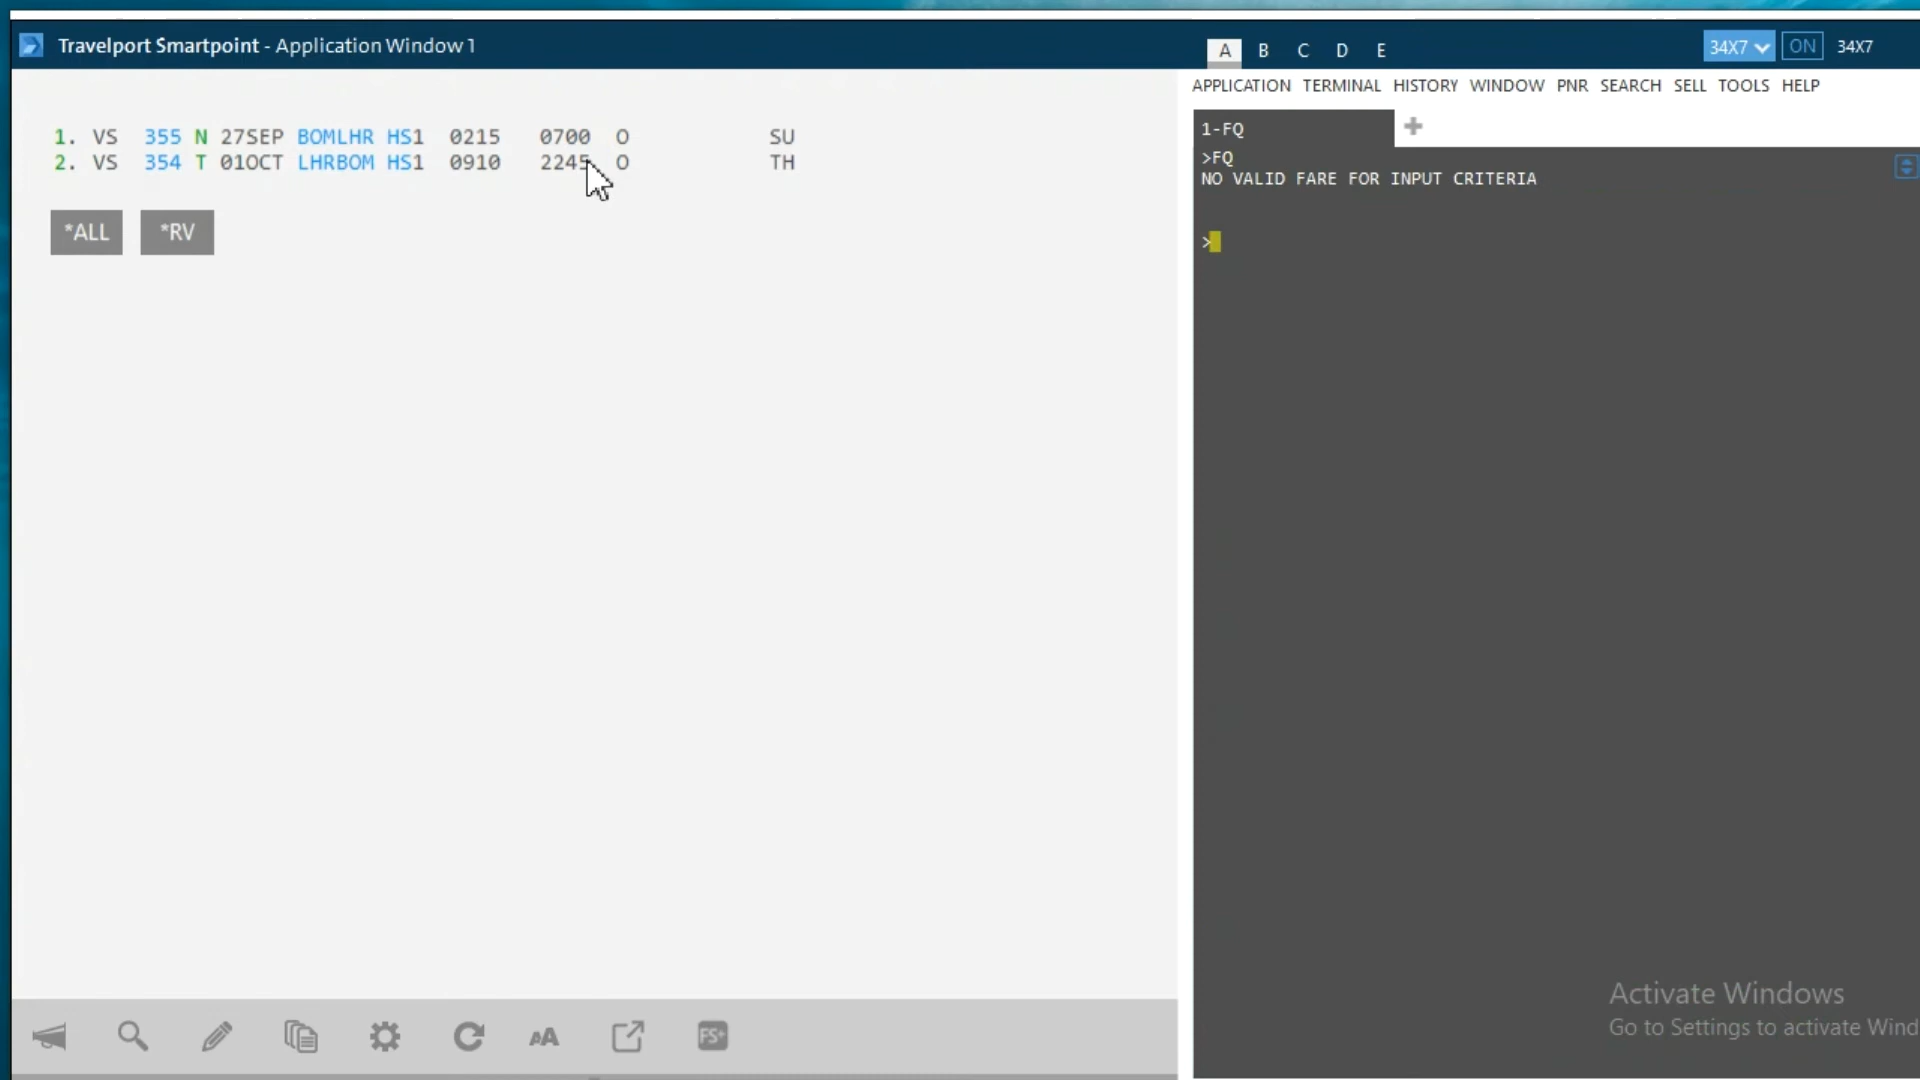 Travelport Smartpoint - Application Window 1
A B C D E
34X7 ON 34X7
APPLICATION TERMINAL HISTORY WINDOW PNR SEARCH SELL TOOLS HELP
1. VS 355 N 27SEP BOMLHR HS1 0215 0700 O SU
2. VS 354 T 01OCT LHRBOM HS1 0910 2245 O TH
*ALL *RV
1-FQ
>FQ
NO VALID FARE FOR INPUT CRITERIA
>
AA FS+
Activate Windows
Go to Settings to activate Wind